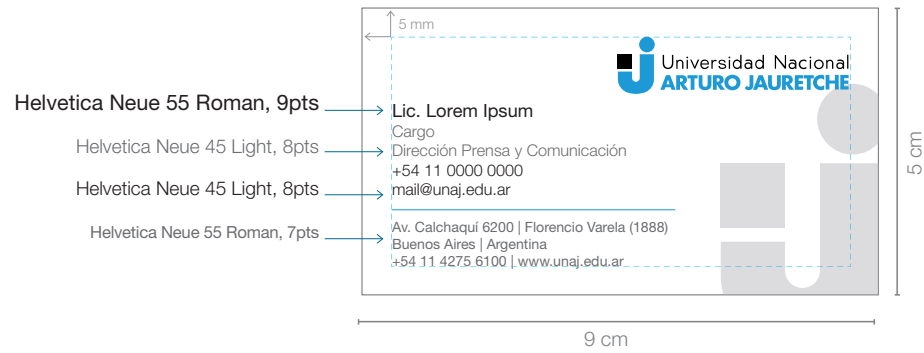 5 mm
Universidad Nacional
ARTURO JAURETCHE
Helvetica Neue 55 Roman, 9pts
Lic. Lorem Ipsum
Cargo
Helvetica Neue 45 Light, 8pts
Dirección Prensa y Comunicación
+54 11 0000 0000
Helvetica Neue 45 Light, 8pts
mail@unaj.edu.ar
Av. Calchaquí 6200 | Florencio Varela (1888)
Helvetica Neue 55 Roman, 7pts
Buenos Aires | Argentina
+54 11 4275 6100 | www.unaj.edu.ar
5 cm
9 cm